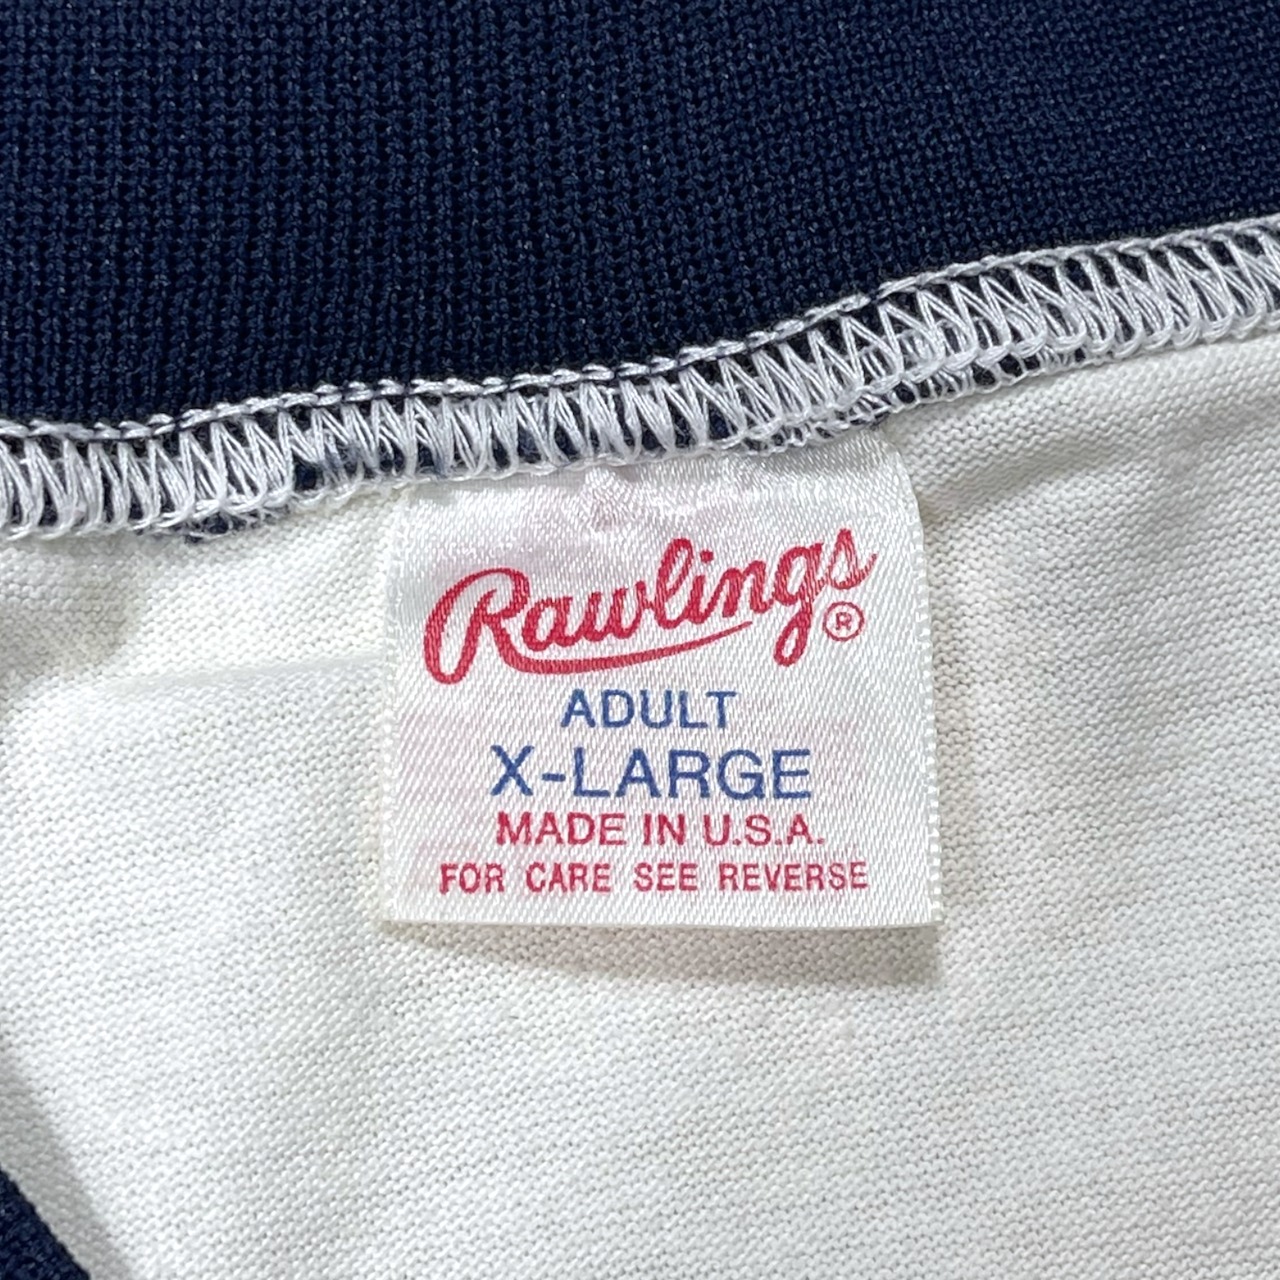 Rawlings®
ADULT
X-LARGE
MADE IN U.S.A.
FOR CARE SEE REVERSE